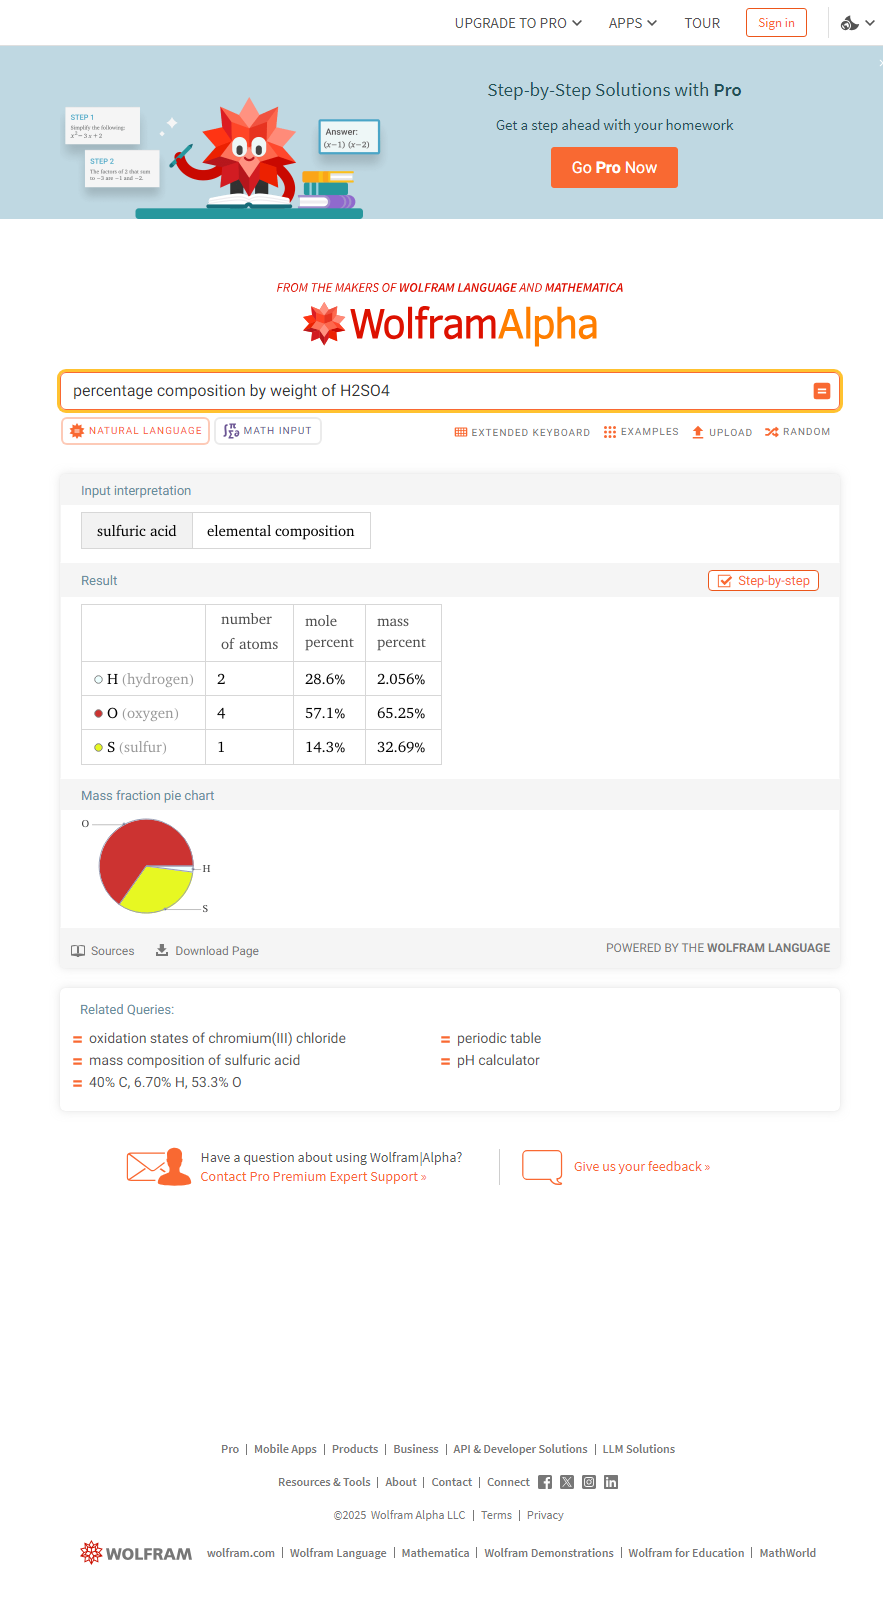 UPGRADE TO PRO APPS TOUR Sign in
Step-by-Step Solutions with Pro
Get a step ahead with your homework
Go Pro Now
STEP 1
Simplify the following:
x² − 3 x + 2
STEP 2
The factors of 2 that sum
to −3 are −1 and −2.
Answer:
(x−1) (x−2)
FROM THE MAKERS OF WOLFRAM LANGUAGE AND MATHEMATICA
WolframAlpha
percentage composition by weight of H2SO4
NATURAL LANGUAGE MATH INPUT EXTENDED KEYBOARD EXAMPLES UPLOAD RANDOM
Input interpretation
sulfuric acid elemental composition
Result Step-by-step
number of atoms mole percent mass percent
H (hydrogen) 2 28.6% 2.056%
O (oxygen) 4 57.1% 65.25%
S (sulfur) 1 14.3% 32.69%
Mass fraction pie chart
O
H
S
Sources Download Page POWERED BY THE WOLFRAM LANGUAGE
Related Queries:
oxidation states of chromium(III) chloride periodic table
mass composition of sulfuric acid pH calculator
40% C, 6.70% H, 53.3% O
Have a question about using Wolfram|Alpha?
Contact Pro Premium Expert Support »
Give us your feedback »
Pro | Mobile Apps | Products | Business | API & Developer Solutions | LLM Solutions
Resources & Tools | About | Contact | Connect
©2025 Wolfram Alpha LLC | Terms | Privacy
WOLFRAM wolfram.com | Wolfram Language | Mathematica | Wolfram Demonstrations | Wolfram for Education | MathWorld